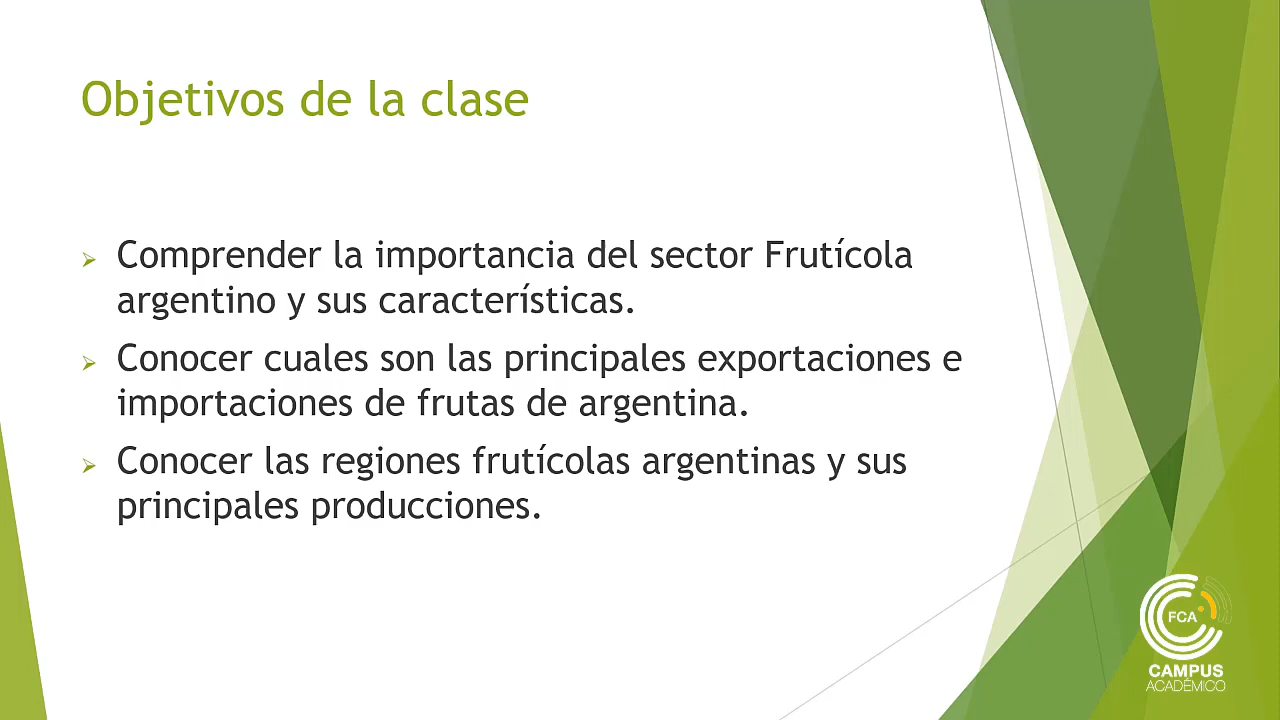 Objetivos de la clase
Comprender la importancia del sector Frutícola
argentino y sus características.
Conocer cuales son las principales exportaciones e
importaciones de frutas de argentina.
Conocer las regiones frutícolas argentinas y sus
principales producciones.
FCA
CAMPUS
ACADÉMICO